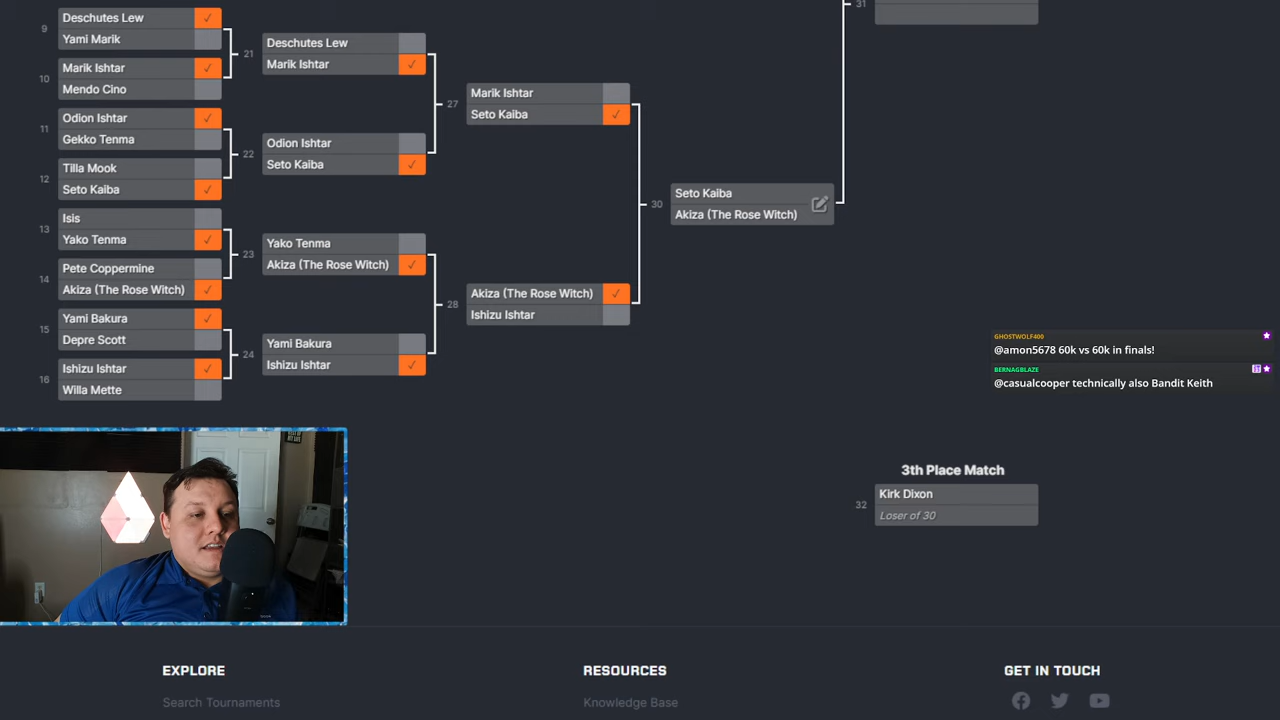 9
Deschutes Lew ✓
Yami Marik
10
Marik Ishtar ✓
Mendo Cino
11
Odion Ishtar ✓
Gekko Tenma
12
Tilla Mook
Seto Kaiba ✓
13
Isis
Yako Tenma ✓
14
Pete Coppermine
Akiza (The Rose Witch) ✓
15
Yami Bakura ✓
Depre Scott
16
Ishizu Ishtar ✓
Willa Mette
21
Deschutes Lew
Marik Ishtar ✓
22
Odion Ishtar
Seto Kaiba ✓
23
Yako Tenma
Akiza (The Rose Witch) ✓
24
Yami Bakura
Ishizu Ishtar ✓
27
Marik Ishtar
Seto Kaiba ✓
28
Akiza (The Rose Witch) ✓
Ishizu Ishtar
30
Seto Kaiba
Akiza (The Rose Witch)
31
GHOSTWOLF400
@amon5678 60k vs 60k in finals!
BERNAGBLAZE
@casualcooper technically also Bandit Keith
3th Place Match
32
Kirk Dixon
Loser of 30
EXPLORE
Search Tournaments
RESOURCES
Knowledge Base
GET IN TOUCH